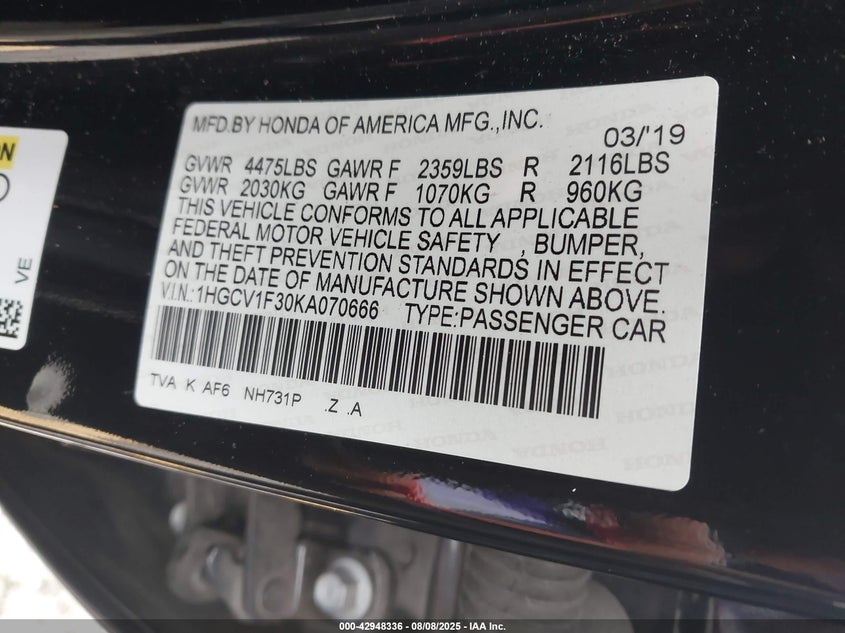 MFD.BY HONDA OF AMERICA MFG.,INC.
03/'19
GVWR 4475LBS GAWR F 2359LBS R 2116LBS
GVWR 2030KG GAWR F 1070KG R 960KG
THIS VEHICLE CONFORMS TO ALL APPLICABLE
FEDERAL MOTOR VEHICLE SAFETY , BUMPER,
AND THEFT PREVENTION STANDARDS IN EFFECT
ON THE DATE OF MANUFACTURE SHOWN ABOVE.
V.I.N.:1HGCV1F30KA070666 TYPE:PASSENGER CAR
TVA K AF6 NH731P .Z .A
VE
000-42948336 - 08/08/2025 - IAA Inc.